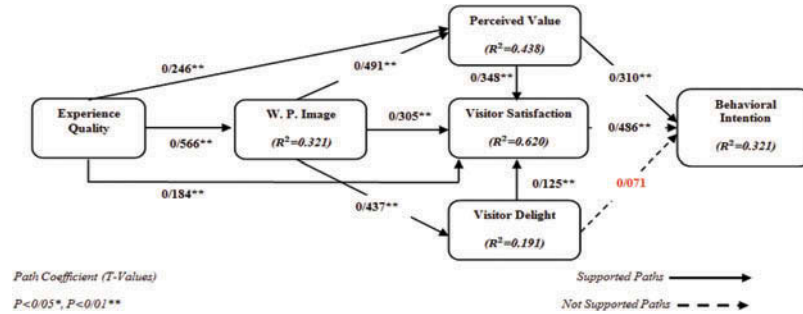 Perceived Value
(R²=0.438)
0/246**
0/491**
0/348**
0/310**
Experience
Quality
W. P. Image
(R²=0.321)
Visitor Satisfaction
(R²=0.620)
Behavioral
Intention
(R²=0.321)
0/566**
0/305**
0/486**
0/184**
0/437**
0/125**
0/071
Visitor Delight
(R²=0.191)
Path Coefficient (T-Values)
P<0/05*, P<0/01**
Supported Paths
Not Supported Paths